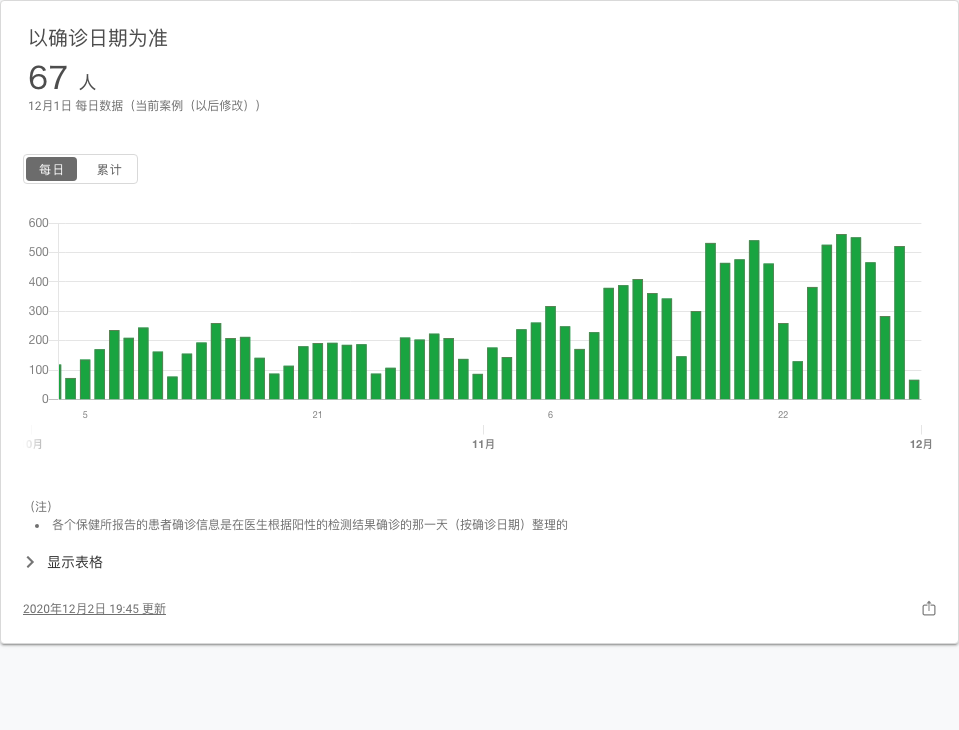 以确诊日期为准
67 人
12月1日 每日数据（当前案例（以后修改））
每日 累计
600
500
400
300
200
100
0
5 21 6 22
0月 11月 12月
（注）
• 各个保健所报告的患者确诊信息是在医生根据阳性的检测结果确诊的那一天（按确诊日期）整理的
显示表格
2020年12月2日 19:45 更新